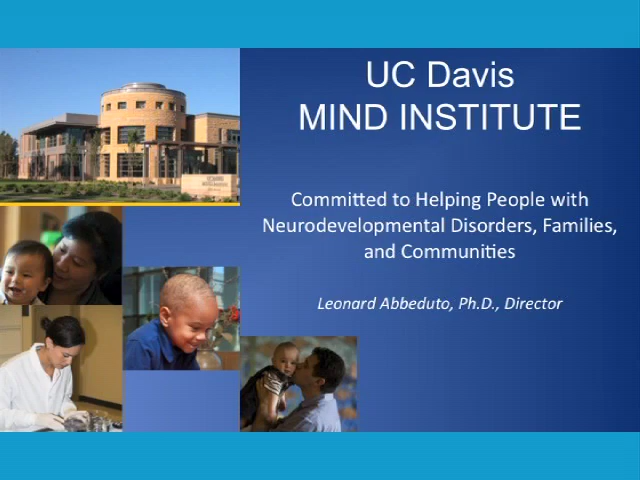 UC Davis
MIND INSTITUTE
Committed to Helping People with
Neurodevelopmental Disorders, Families,
and Communities
Leonard Abbeduto, Ph.D., Director